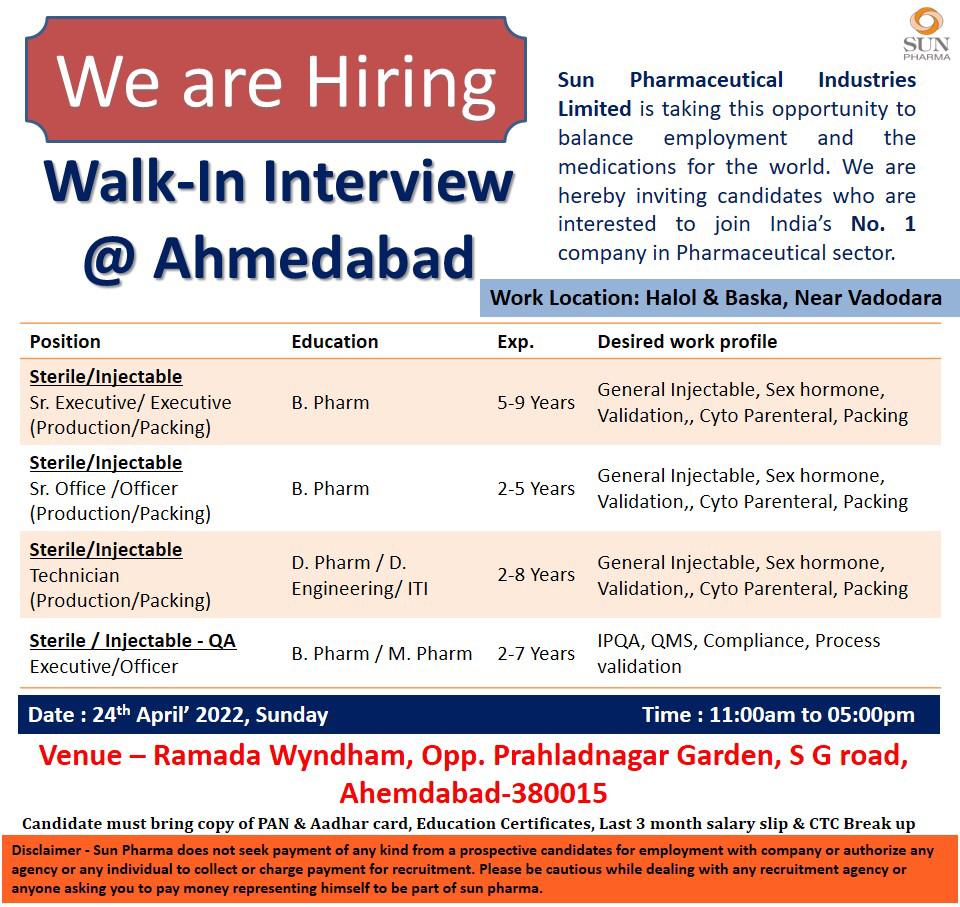 We are Hiring
Walk-In Interview
@ Ahmedabad
SUN
PHARMA
Sun Pharmaceutical Industries
Limited is taking this opportunity to
balance employment and the
medications for the world. We are
hereby inviting candidates who are
interested to join India's No. 1
company in Pharmaceutical sector.
Work Location: Halol & Baska, Near Vadodara
Position Education Exp. Desired work profile
Sterile/Injectable
Sr. Executive/ Executive
(Production/Packing)
B. Pharm
5-9 Years
General Injectable, Sex hormone,
Validation,, Cyto Parenteral, Packing
Sterile/Injectable
Sr. Office /Officer
(Production/Packing)
B. Pharm
2-5 Years
General Injectable, Sex hormone,
Validation,, Cyto Parenteral, Packing
Sterile/Injectable
Technician
(Production/Packing)
D. Pharm / D.
Engineering/ ITI
2-8 Years
General Injectable, Sex hormone,
Validation,, Cyto Parenteral, Packing
Sterile / Injectable - QA
Executive/Officer
B. Pharm / M. Pharm
2-7 Years
IPQA, QMS, Compliance, Process
validation
Date : 24th April' 2022, Sunday Time : 11:00am to 05:00pm
Venue – Ramada Wyndham, Opp. Prahladnagar Garden, S G road,
Ahemdabad-380015
Candidate must bring copy of PAN & Aadhar card, Education Certificates, Last 3 month salary slip & CTC Break up
Disclaimer - Sun Pharma does not seek payment of any kind from a prospective candidates for employment with company or authorize any
agency or any individual to collect or charge payment for recruitment. Please be cautious while dealing with any recruitment agency or
anyone asking you to pay money representing himself to be part of sun pharma.